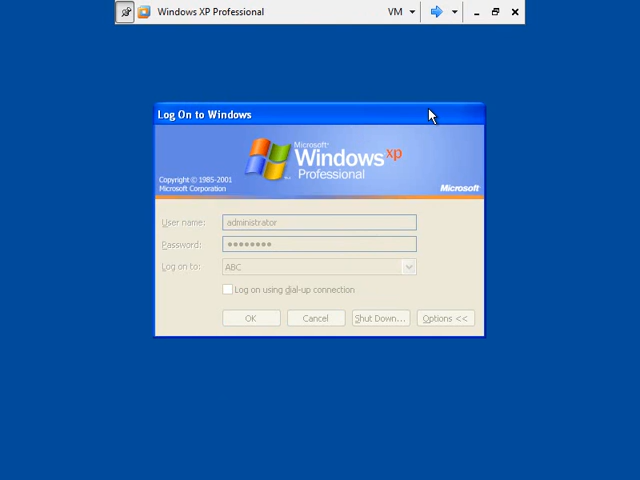 Windows XP Professional VM
Log On to Windows
Microsoft®
Windows xp
Professional
Copyright © 1985-2001
Microsoft Corporation
Microsoft
User name: administrator
Password: ●●●●●●●●
Log on to: ABC
Log on using dial-up connection
OK Cancel Shut Down... Options <<